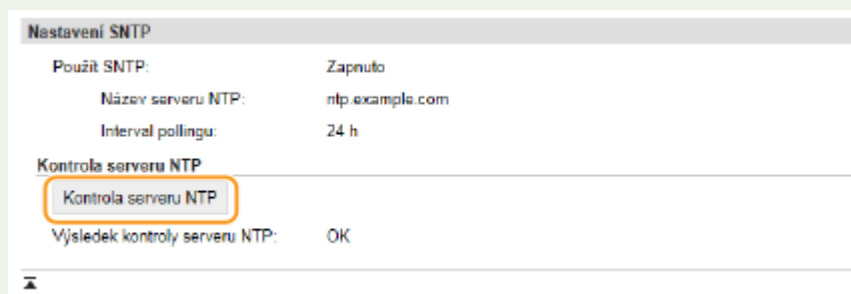 Nastavení SNTP
Použít SNTP: Zapnuto
Název serveru NTP: ntp.example.com
Interval pollingu: 24 h
Kontrola serveru NTP
Kontrola serveru NTP
Výsledek kontroly serveru NTP: OK